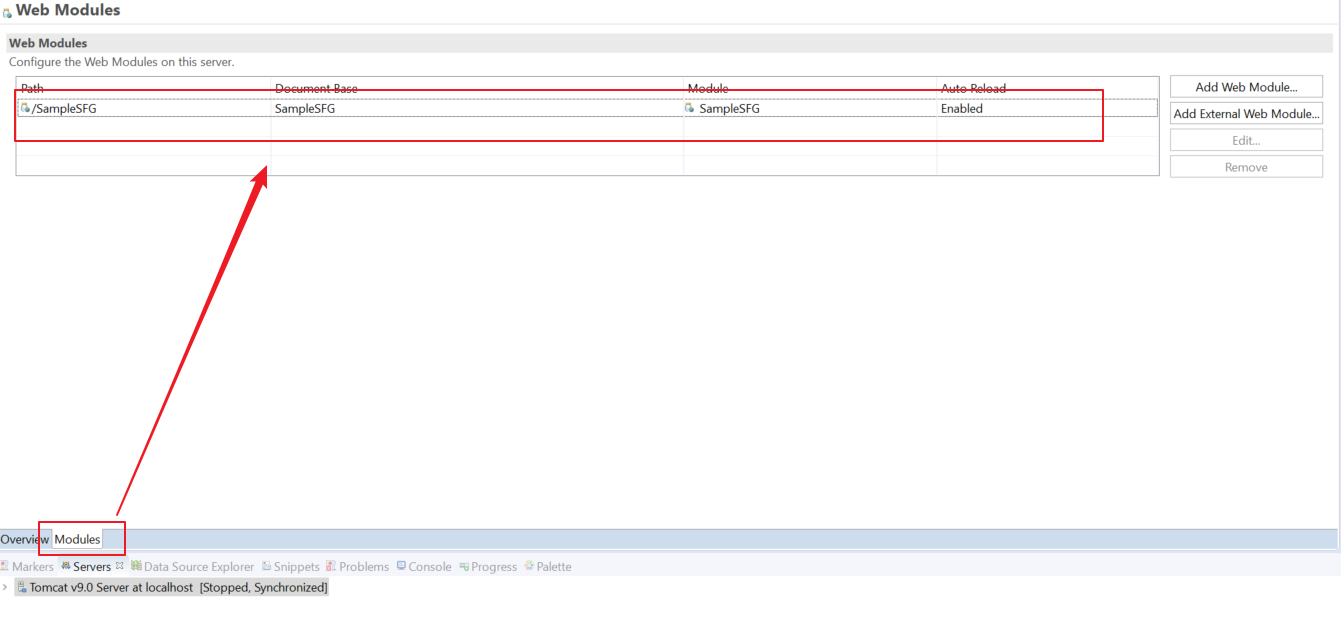 Web Modules
Web Modules
Configure the Web Modules on this server.
Path Document Base Module Auto Reload Add Web Module...
/SampleSFG SampleSFG SampleSFG Enabled Add External Web Module...
Edit...
Remove
Overview Modules
Markers Servers Data Source Explorer Snippets Problems Console Progress Palette
Tomcat v9.0 Server at localhost [Stopped, Synchronized]